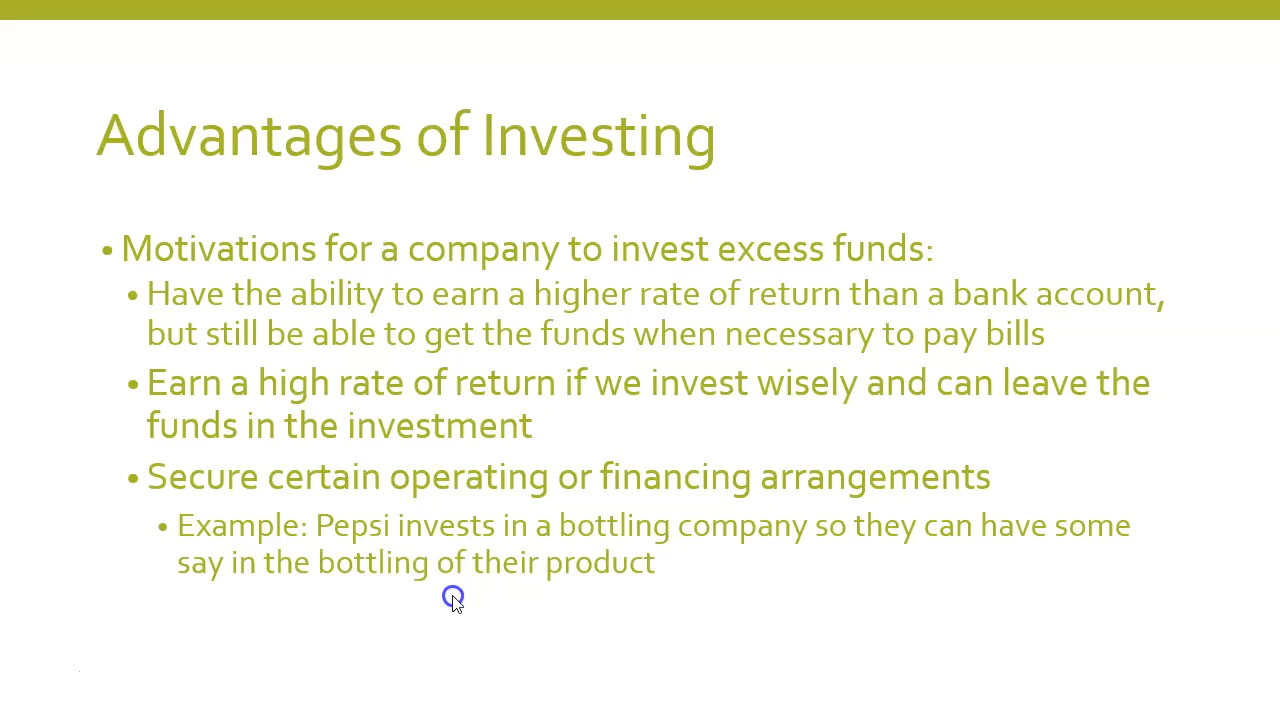 Advantages of Investing
• Motivations for a company to invest excess funds:
• Have the ability to earn a higher rate of return than a bank account,
but still be able to get the funds when necessary to pay bills
• Earn a high rate of return if we invest wisely and can leave the
funds in the investment
• Secure certain operating or financing arrangements
• Example: Pepsi invests in a bottling company so they can have some
say in the bottling of their product